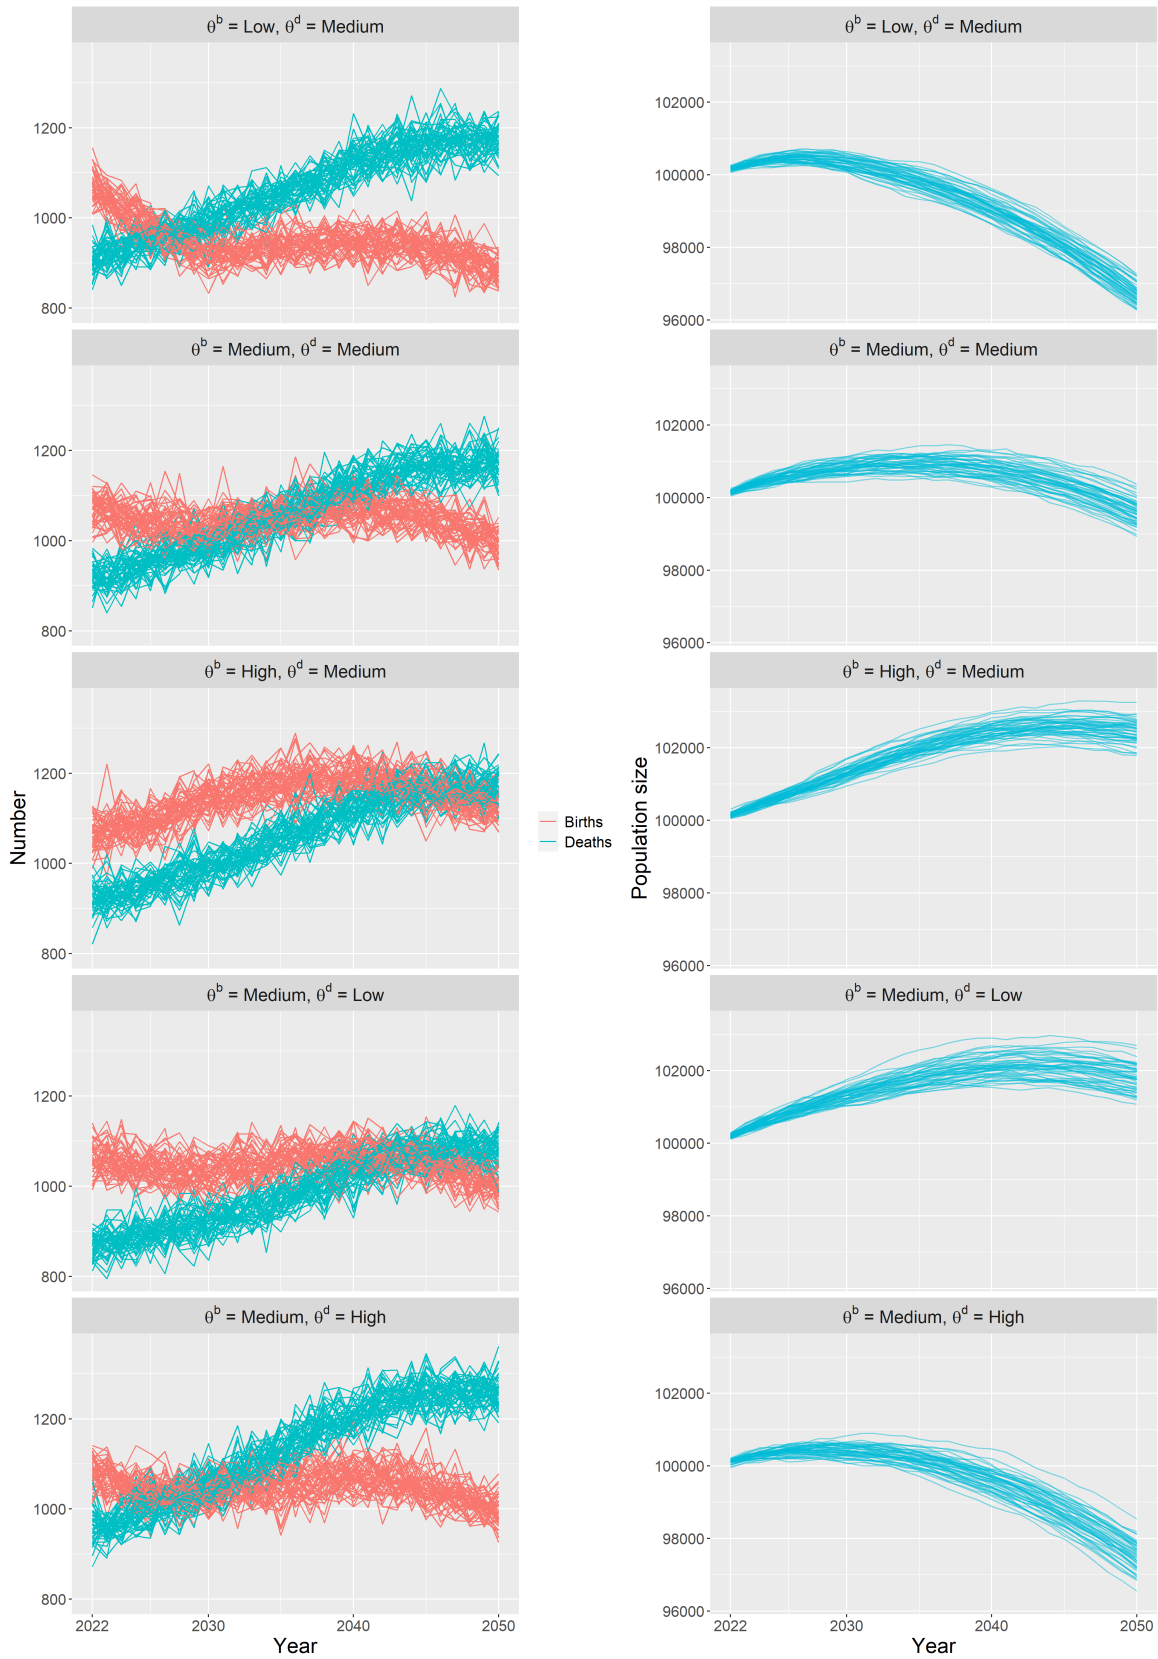 θᵇ = Low, θᵈ = Medium
1200
1000
800
θᵇ = Medium, θᵈ = Medium
1200
1000
800
θᵇ = High, θᵈ = Medium
1200
1000
800
θᵇ = Medium, θᵈ = Low
1200
1000
800
θᵇ = Medium, θᵈ = High
1200
1000
800
2022 2030 2040 2050
Year
Number
Births
Deaths
θᵇ = Low, θᵈ = Medium
102000
100000
98000
96000
θᵇ = Medium, θᵈ = Medium
102000
100000
98000
96000
θᵇ = High, θᵈ = Medium
102000
100000
98000
96000
θᵇ = Medium, θᵈ = Low
102000
100000
98000
96000
θᵇ = Medium, θᵈ = High
102000
100000
98000
96000
2022 2030 2040 2050
Year
Population size